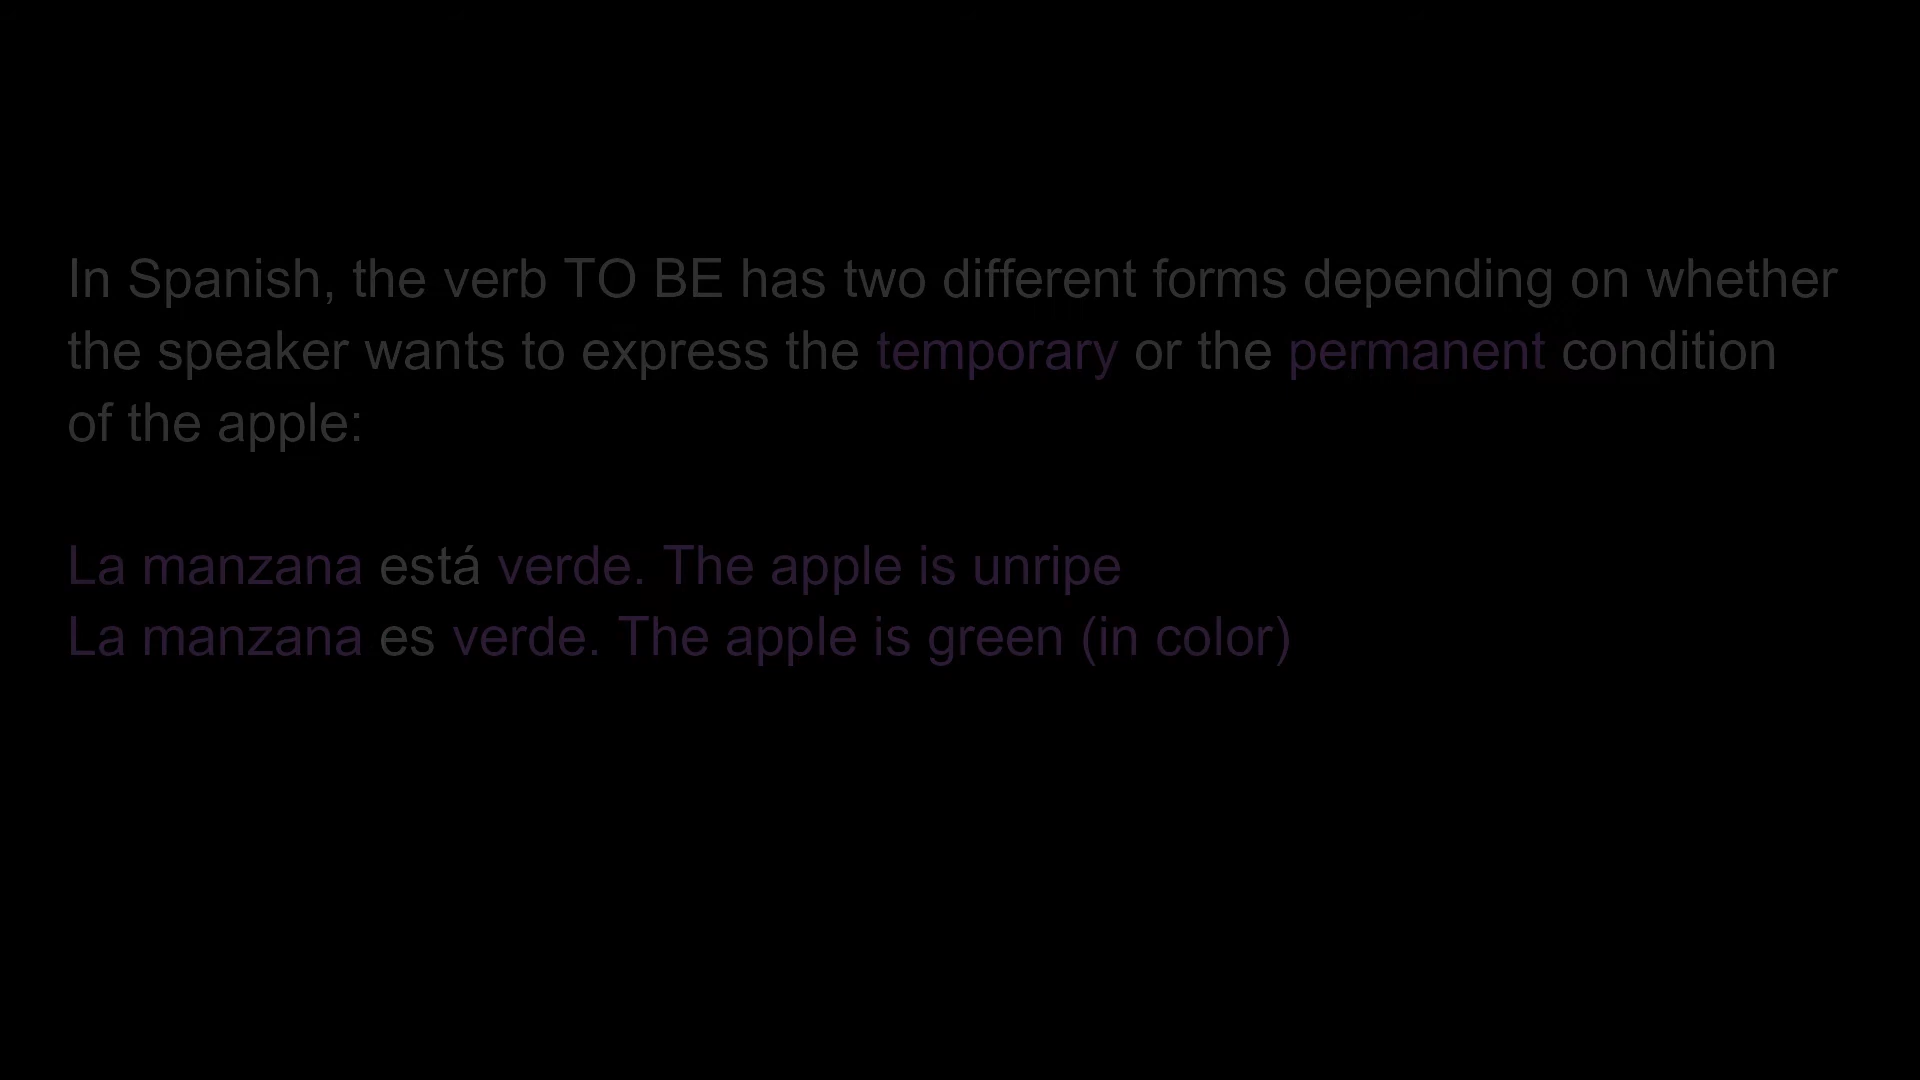 In Spanish, the verb TO BE has two different forms depending on whether
the speaker wants to express the temporary or the permanent condition
of the apple:
La manzana está verde. The apple is unripe
La manzana es verde. The apple is green (in color)